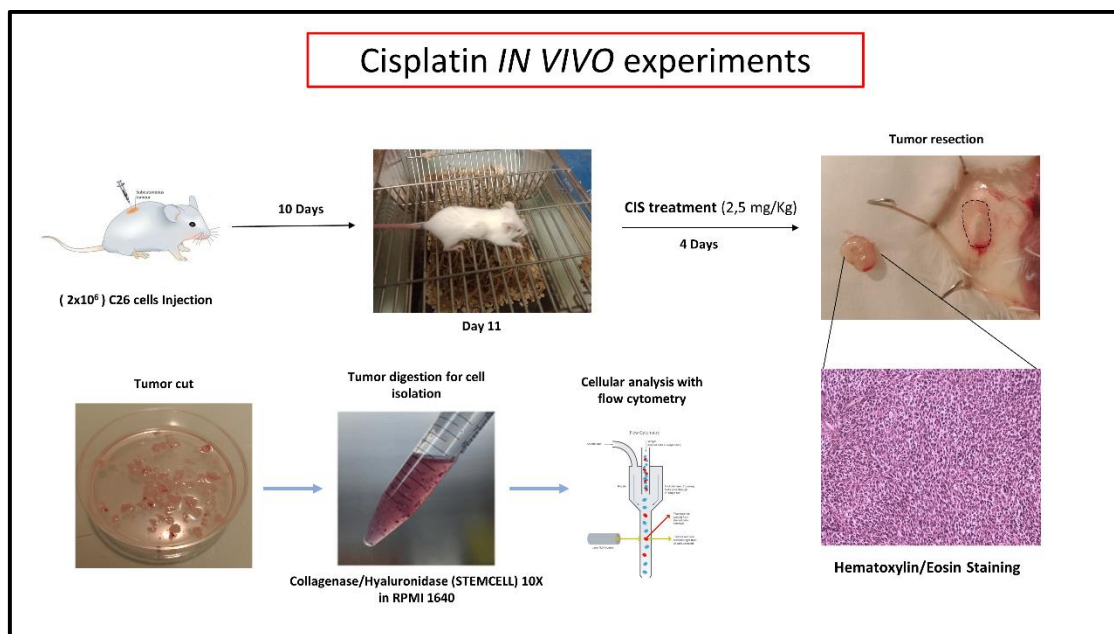 Cisplatin IN VIVO experiments
Tumor resection
Subcutaneous
tumour
10 Days
CIS treatment (2,5 mg/Kg)
4 Days
( 2x10⁶ ) C26 cells Injection
Day 11
Tumor cut
Tumor digestion for cell
isolation
Cellular analysis with
flow cytometry
Collagenase/Hyaluronidase (STEMCELL) 10X
in RPMI 1640
Hematoxylin/Eosin Staining